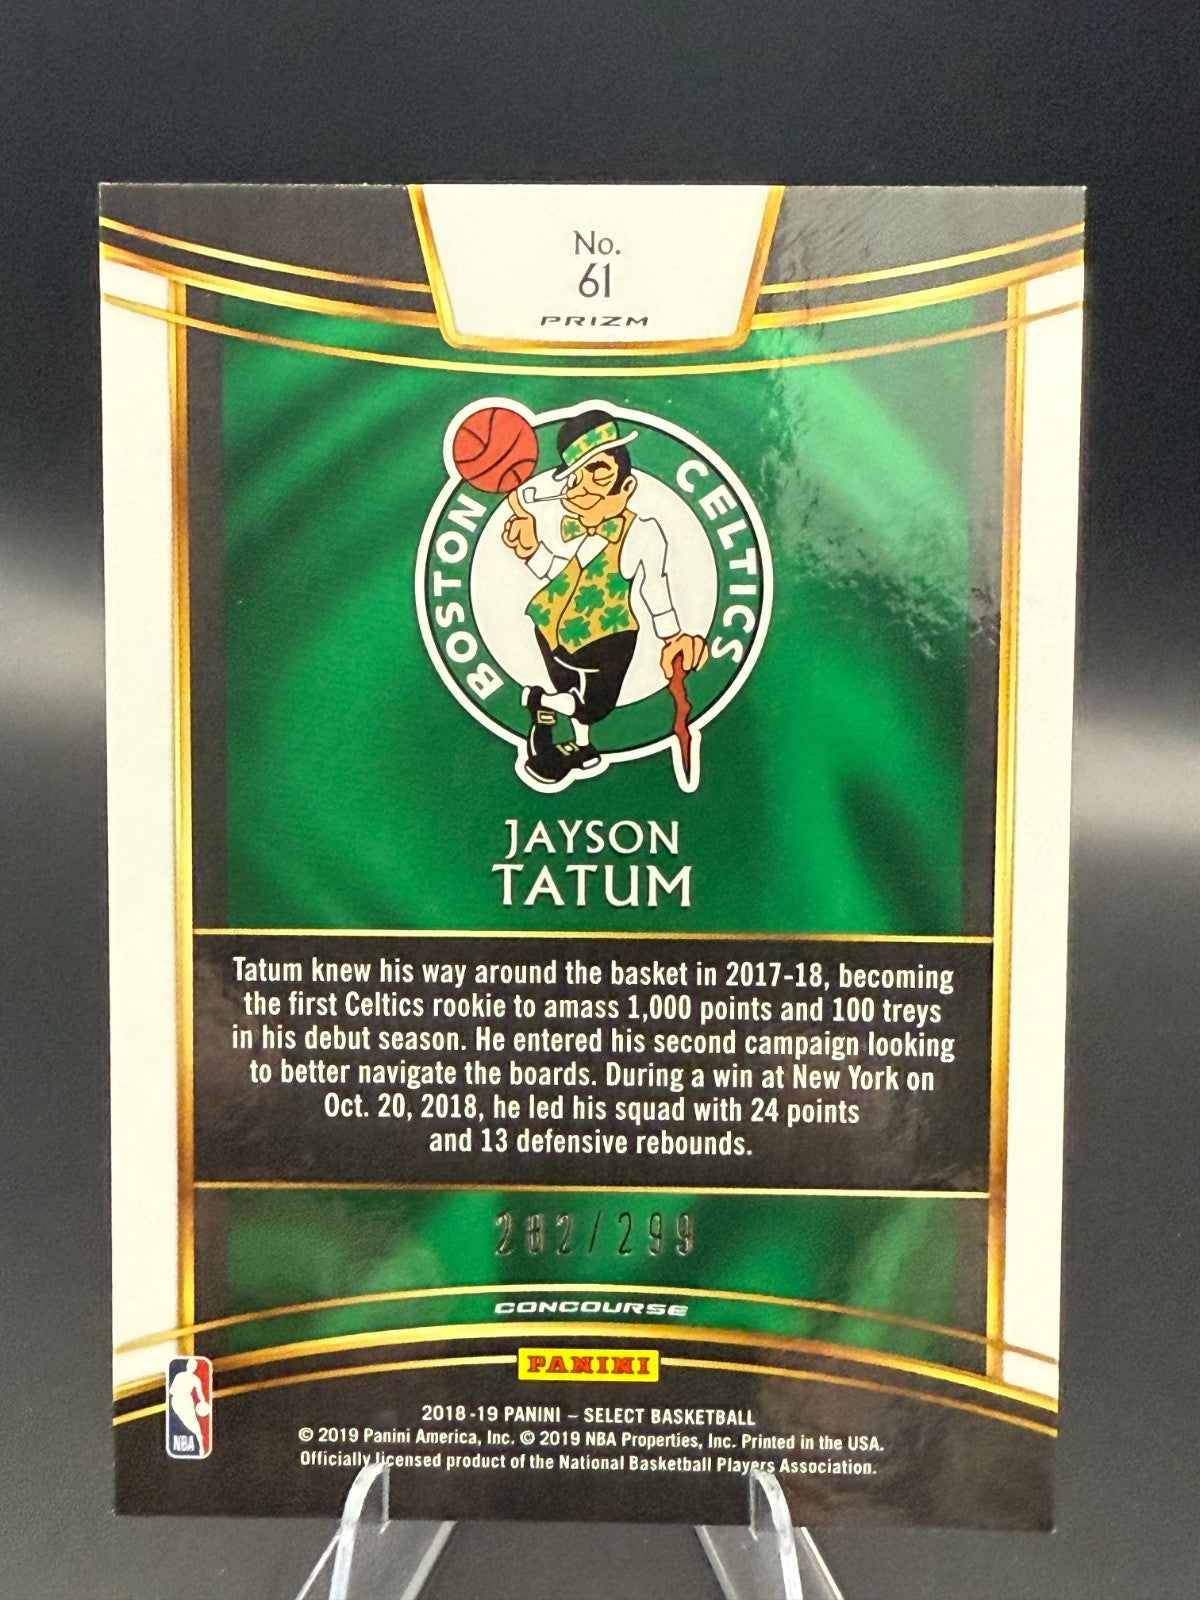 No.
61
PRIZM
BOSTON CELTICS
JAYSON
TATUM
Tatum knew his way around the basket in 2017-18, becoming
the first Celtics rookie to amass 1,000 points and 100 treys
in his debut season. He entered his second campaign looking
to better navigate the boards. During a win at New York on
Oct. 20, 2018, he led his squad with 24 points
and 13 defensive rebounds.
282/299
CONCOURSE
PANINI
NBA
2018-19 PANINI – SELECT BASKETBALL
© 2019 Panini America, Inc. © 2019 NBA Properties, Inc. Printed in the USA.
Officially licensed product of the National Basketball Players Association.